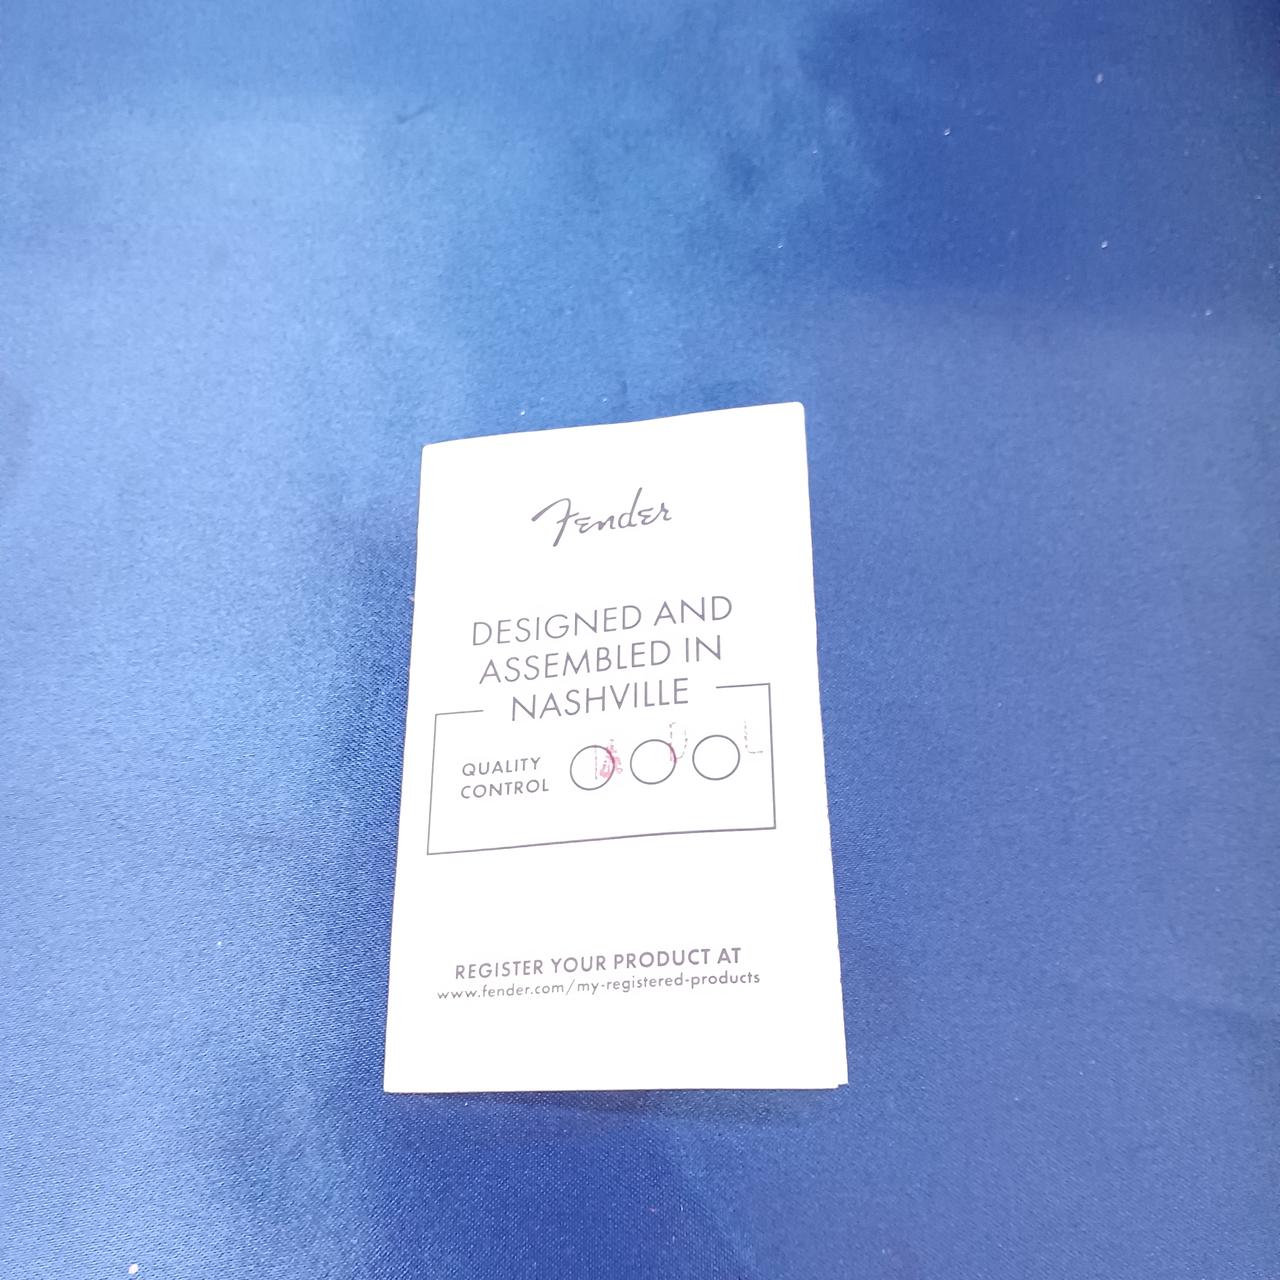 Fender
DESIGNED AND
ASSEMBLED IN
NASHVILLE
QUALITY
CONTROL
REGISTER YOUR PRODUCT AT
www.fender.com/my-registered-products